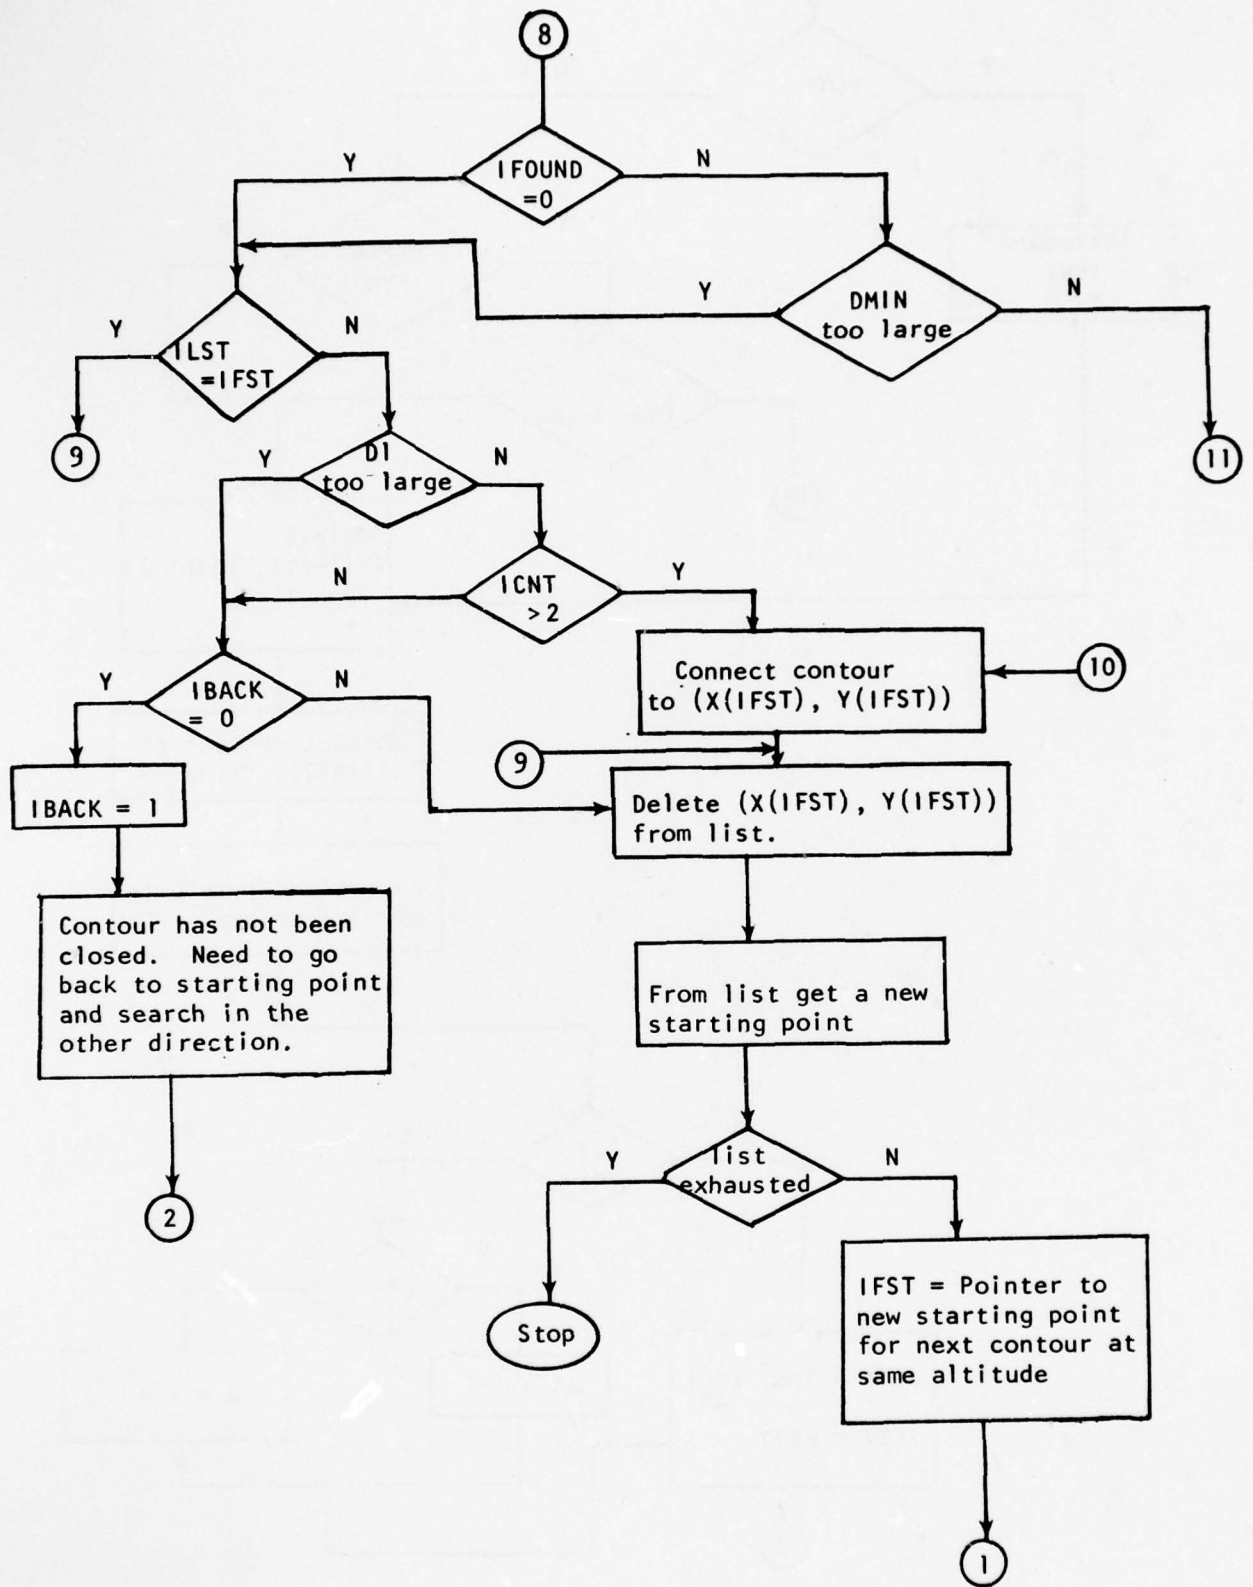 8
Y
IFOUND
=0
N
Y
DMIN
too large
N
Y
ILST
=IFST
N
9
11
Y
D1
too large
N
N
ICNT
>2
Y
Connect contour
to (X(IFST), Y(IFST))
10
Y
IBACK
= 0
N
9
IBACK = 1
Delete (X(IFST), Y(IFST))
from list.
Contour has not been
closed. Need to go
back to starting point
and search in the
other direction.
From list get a new
starting point
2
Y
list
exhausted
N
Stop
IFST = Pointer to
new starting point
for next contour at
same altitude
1